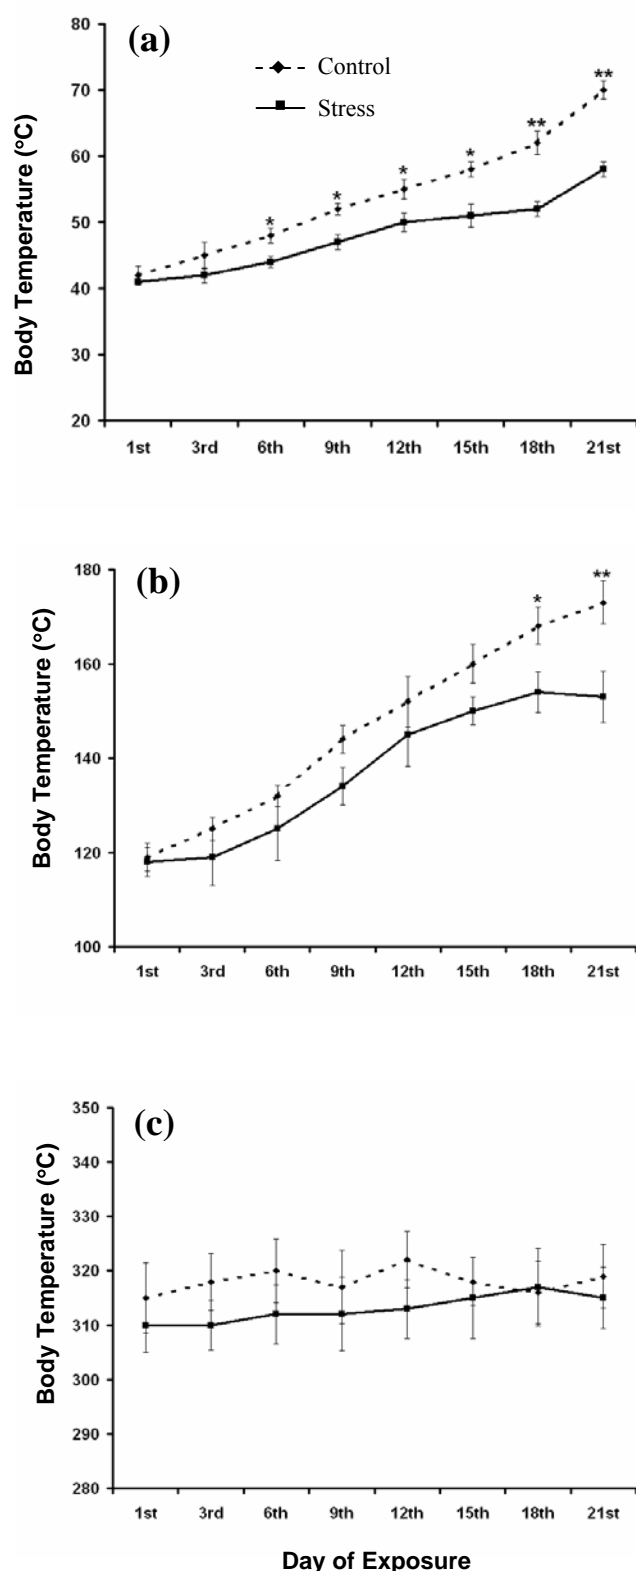 (a)
Control
Stress
Body Temperature (°C)
80
70
60
50
40
30
20
*
*
*
*
**
**
1st 3rd 6th 9th 12th 15th 18th 21st
(b)
Body Temperature (°C)
180
160
140
120
100
*
**
1st 3rd 6th 9th 12th 15th 18th 21st
(c)
Body Temperature (°C)
350
340
330
320
310
300
290
280
1st 3rd 6th 9th 12th 15th 18th 21st
Day of Exposure